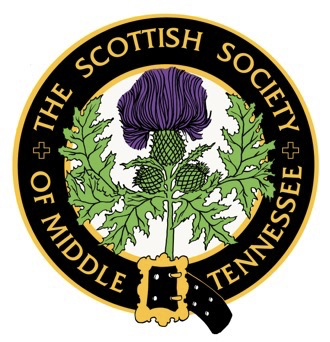 THE SCOTTISH SOCIETY
OF MIDDLE TENNESSEE